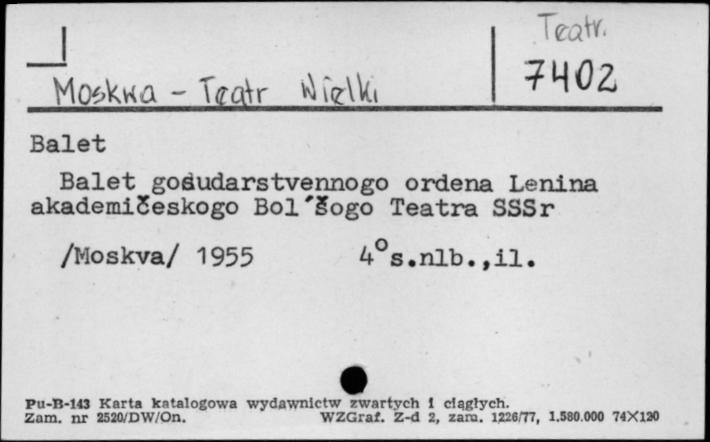 Teatr.
Moskwa - Teatr Wielki
7402
Balet
Balet gosudarstvennogo ordena Lenina
akademičeskogo Bol´šogo Teatra SSSr
/Moskva/ 1955 4° s.nlb.,il.
Pu-B-143 Karta katalogowa wydawnictw zwartych i ciągłych.
Zam. nr 2520/DW/On. WZGraf. Z-d 2, zam. 1226/77, 1.580.000 74X120